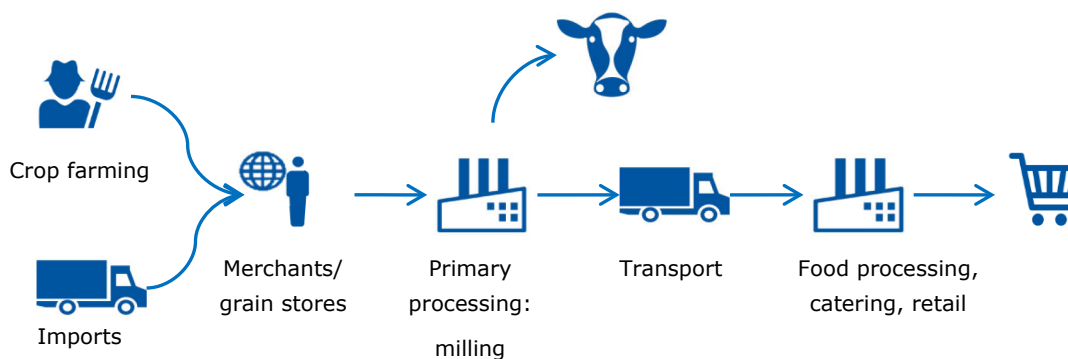 Crop farming
Imports
Merchants/
grain stores
Primary
processing:
milling
Transport
Food processing,
catering, retail